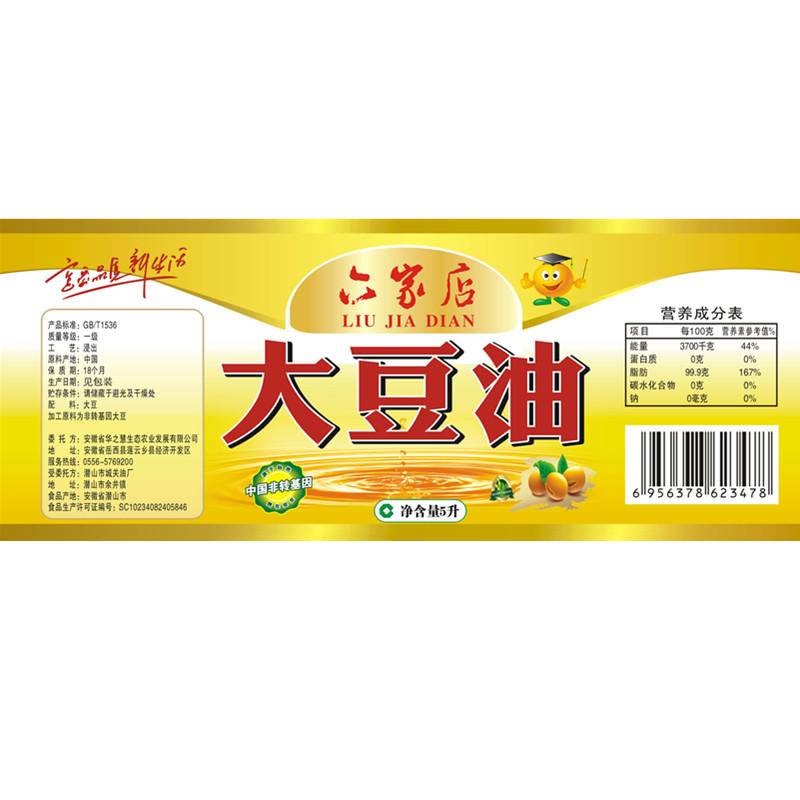 新生活
六家店
LIU JIA DIAN
大豆油
中国非转基因
净含量5升
产品标准：GB/T1536
质量等级：一级
工 艺：浸出
原料产地：中国
保 质 期：18个月
生产日期：见包装
贮存条件：请储藏于避光及干燥处
配 料：大豆
加工原料为非转基因大豆
委 托 方：安徽省华之慧生态农业发展有限公司
地 址：安徽省岳西县莲云乡县经济开发区
服务热线：0556-5769200
受委托方：潜山市城关油厂
地 址：潜山市余井镇
食品产地：安徽省潜山市
食品生产许可证编号：SC10234082405846
营养成分表
项目 每100克 营养素参考值%
能量 3700千克 44%
蛋白质 0克 0%
脂肪 99.9克 167%
碳水化合物 0克 0%
钠 0毫克 0%
6 956378 623478